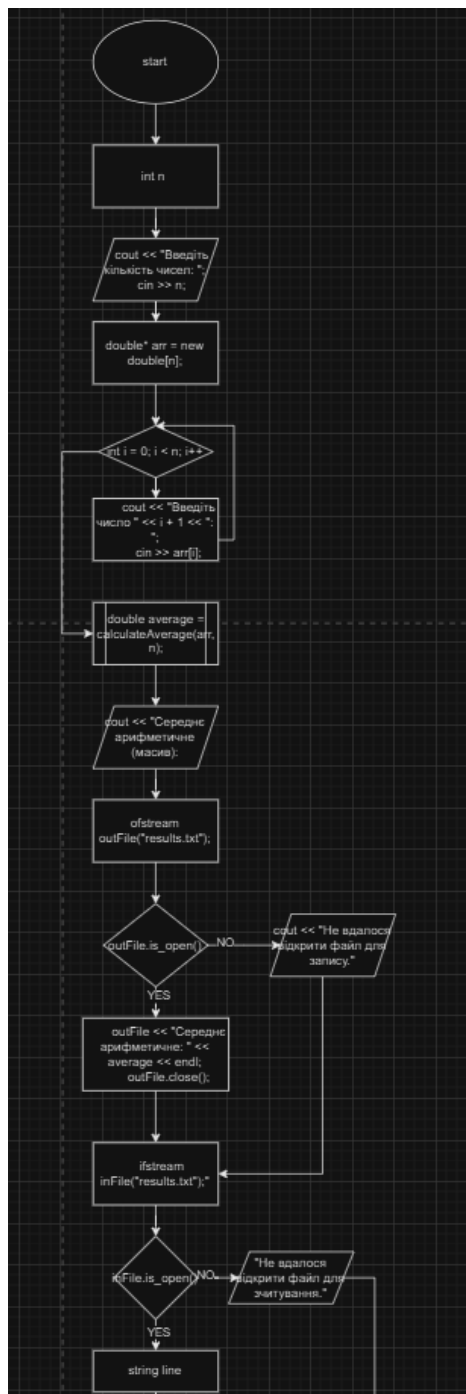 start
int n
cout << "Введіть
кількість чисел: ";
cin >> n;
double* arr = new
double[n];
int i = 0; i < n; i++
cout << "Введіть
число " << i + 1 << ":
";
cin >> arr[i];
double average =
calculateAverage(arr,
n);
cout << "Середнє
арифметичне
(масив):
ofstream
outFile("results.txt");
outFile.is_open()
NO
cout << "Не вдалося
відкрити файл для
запису."
YES
outFile << "Середнє
арифметичне: " <<
average << endl;
outFile.close();
ifstream
inFile("results.txt");"
inFile.is_open()
NO
"Не вдалося
відкрити файл для
зчитування."
YES
string line